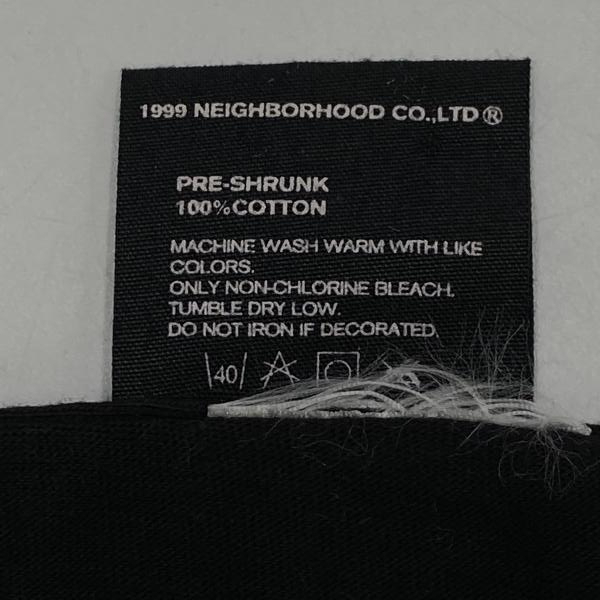 1999 NEIGHBORHOOD CO.,LTD®
PRE-SHRUNK
100%COTTON
MACHINE WASH WARM WITH LIKE
COLORS.
ONLY NON-CHLORINE BLEACH.
TUMBLE DRY LOW.
DO NOT IRON IF DECORATED.
40